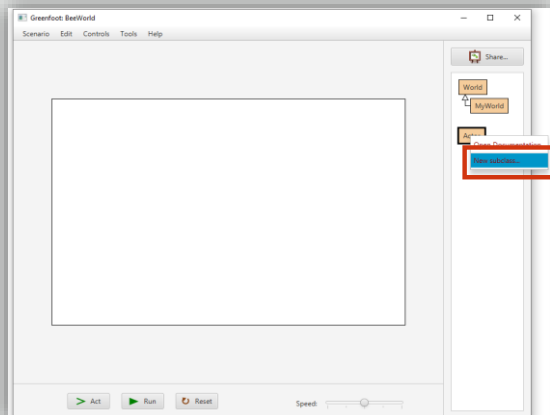 Greenfoot: BeeWorld
Scenario Edit Controls Tools Help
Share...
World
MyWorld
Actor
Open Documentation
New subclass...
Act Run Reset Speed: